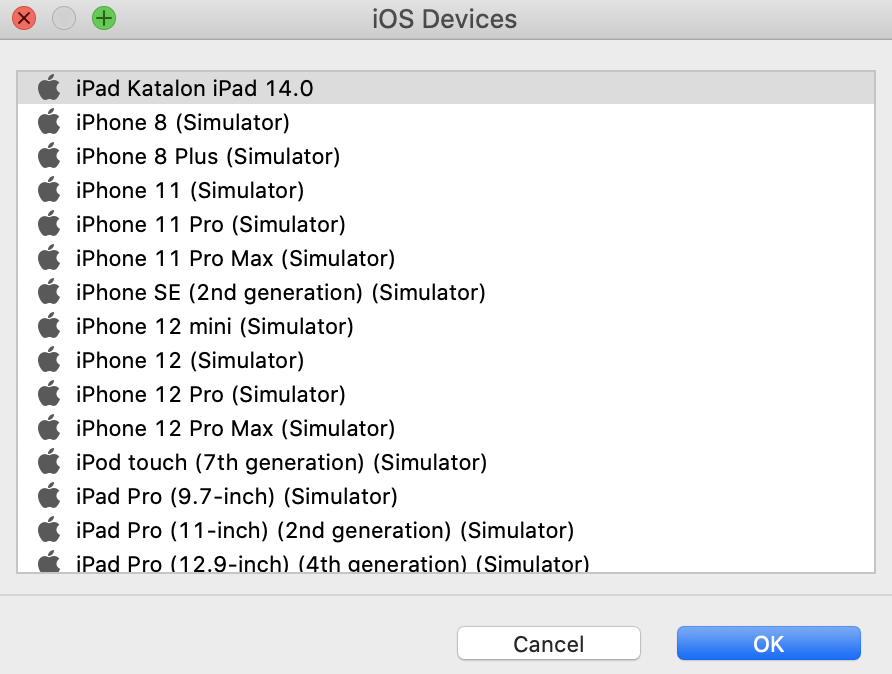 iOS Devices
iPad Katalon iPad 14.0
iPhone 8 (Simulator)
iPhone 8 Plus (Simulator)
iPhone 11 (Simulator)
iPhone 11 Pro (Simulator)
iPhone 11 Pro Max (Simulator)
iPhone SE (2nd generation) (Simulator)
iPhone 12 mini (Simulator)
iPhone 12 (Simulator)
iPhone 12 Pro (Simulator)
iPhone 12 Pro Max (Simulator)
iPod touch (7th generation) (Simulator)
iPad Pro (9.7-inch) (Simulator)
iPad Pro (11-inch) (2nd generation) (Simulator)
iPad Pro (12.9-inch) (4th generation) (Simulator)
Cancel OK